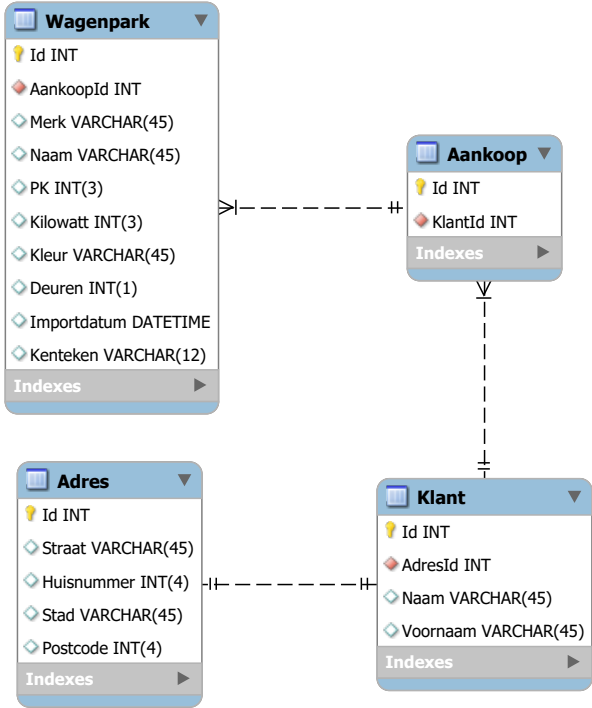 Wagenpark
Id INT
AankoopId INT
Merk VARCHAR(45)
Naam VARCHAR(45)
PK INT(3)
Kilowatt INT(3)
Kleur VARCHAR(45)
Deuren INT(1)
Importdatum DATETIME
Kenteken VARCHAR(12)
Indexes
Aankoop
Id INT
KlantId INT
Indexes
Adres
Id INT
Straat VARCHAR(45)
Huisnummer INT(4)
Stad VARCHAR(45)
Postcode INT(4)
Indexes
Klant
Id INT
AdresId INT
Naam VARCHAR(45)
Voornaam VARCHAR(45)
Indexes